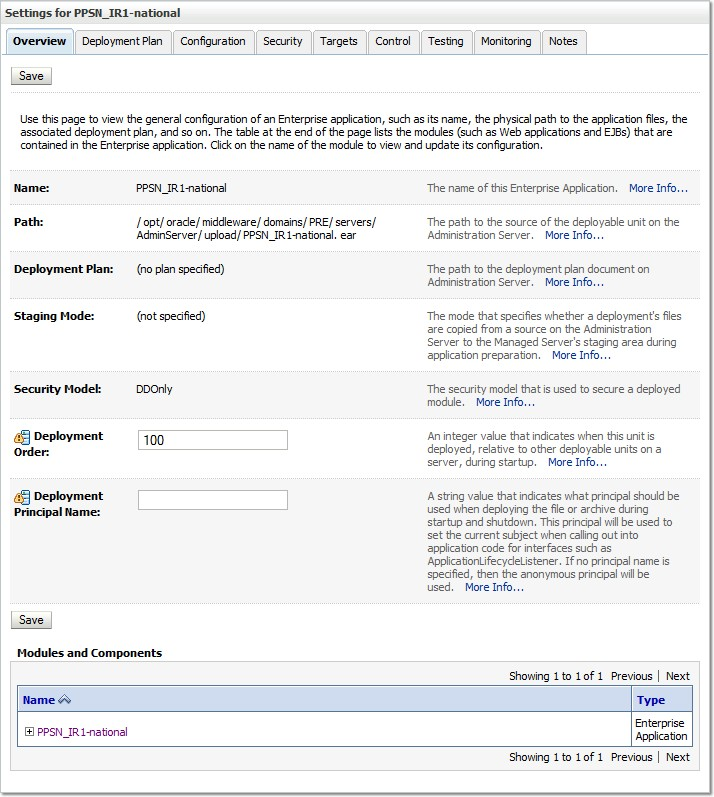 Settings for PPSN_IR1-national
Overview Deployment Plan Configuration Security Targets Control Testing Monitoring Notes
Save
Use this page to view the general configuration of an Enterprise application, such as its name, the physical path to the application files, the
associated deployment plan, and so on. The table at the end of the page lists the modules (such as Web applications and EJBs) that are
contained in the Enterprise application. Click on the name of the module to view and update its configuration.
Name: PPSN_IR1-national The name of this Enterprise Application. More Info...
Path: / opt/ oracle/ middleware/ domains/ PRE/ servers/ The path to the source of the deployable unit on the
AdminServer/ upload/ PPSN_IR1-national. ear Administration Server. More Info...
Deployment Plan: (no plan specified) The path to the deployment plan document on
Administration Server. More Info...
Staging Mode: (not specified) The mode that specifies whether a deployment's files
are copied from a source on the Administration
Server to the Managed Server's staging area during
application preparation. More Info...
Security Model: DDOnly The security model that is used to secure a deployed
module. More Info...
Deployment 100 An integer value that indicates when this unit is
Order: deployed, relative to other deployable units on a
server, during startup. More Info...
Deployment A string value that indicates what principal should be
Principal Name: used when deploying the file or archive during
startup and shutdown. This principal will be used to
set the current subject when calling out into
application code for interfaces such as
ApplicationLifecycleListener. If no principal name is
specified, then the anonymous principal will be
used. More Info...
Save
Modules and Components
Showing 1 to 1 of 1 Previous | Next
Name Type
PPSN_IR1-national Enterprise
Application
Showing 1 to 1 of 1 Previous | Next